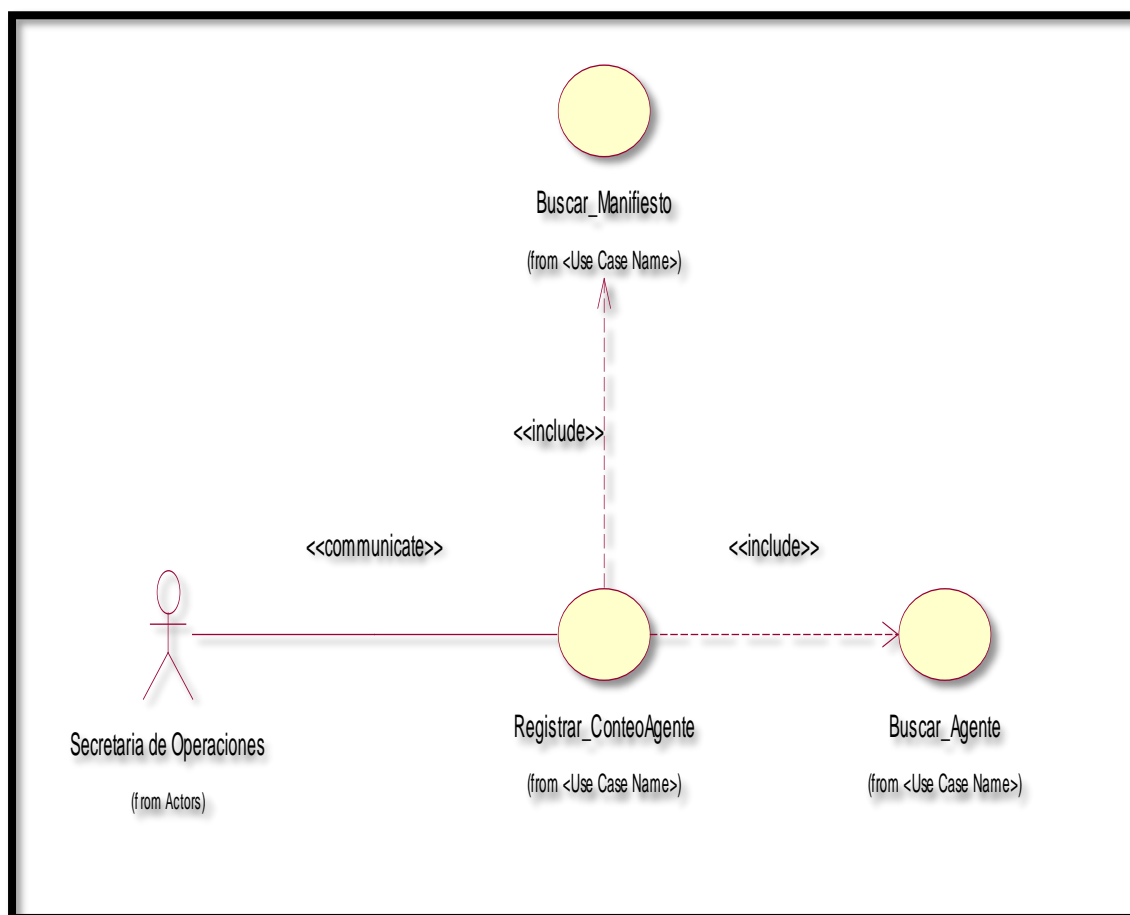 Buscar_Manifiesto
(from <Use Case Name>)
<<include>>
<<communicate>>
<<include>>
Secretaria de Operaciones
(from Actors)
Registrar_ConteoAgente
(from <Use Case Name>)
Buscar_Agente
(from <Use Case Name>)